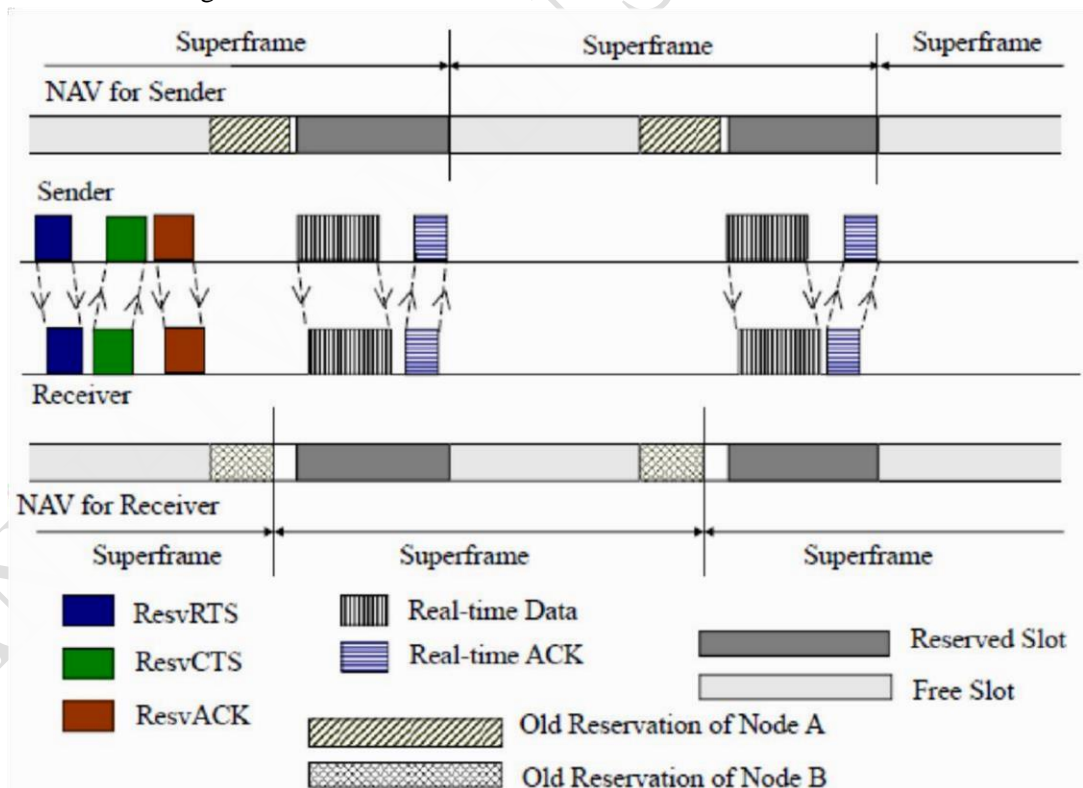 Superframe Superframe Superframe
NAV for Sender
Sender
Receiver
NAV for Receiver
Superframe Superframe Superframe
ResvRTS
ResvCTS
ResvACK
Real-time Data
Real-time ACK
Reserved Slot
Free Slot
Old Reservation of Node A
Old Reservation of Node B